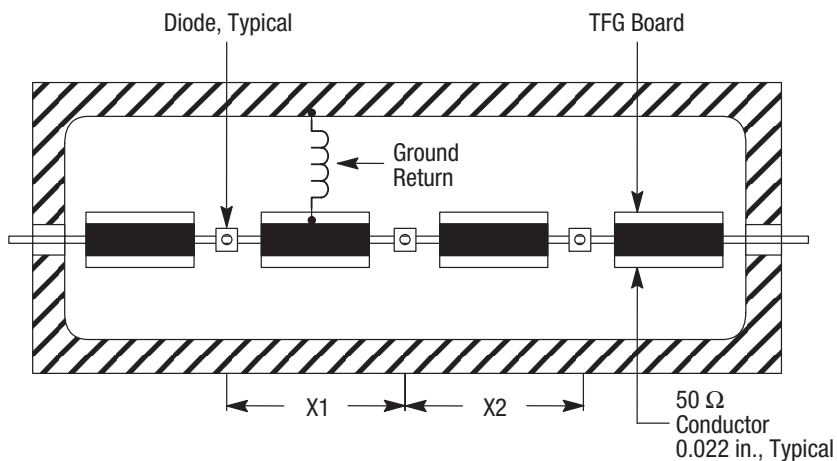 Diode, Typical
TFG Board
Ground
Return
X1
X2
50 Ω
Conductor
0.022 in., Typical